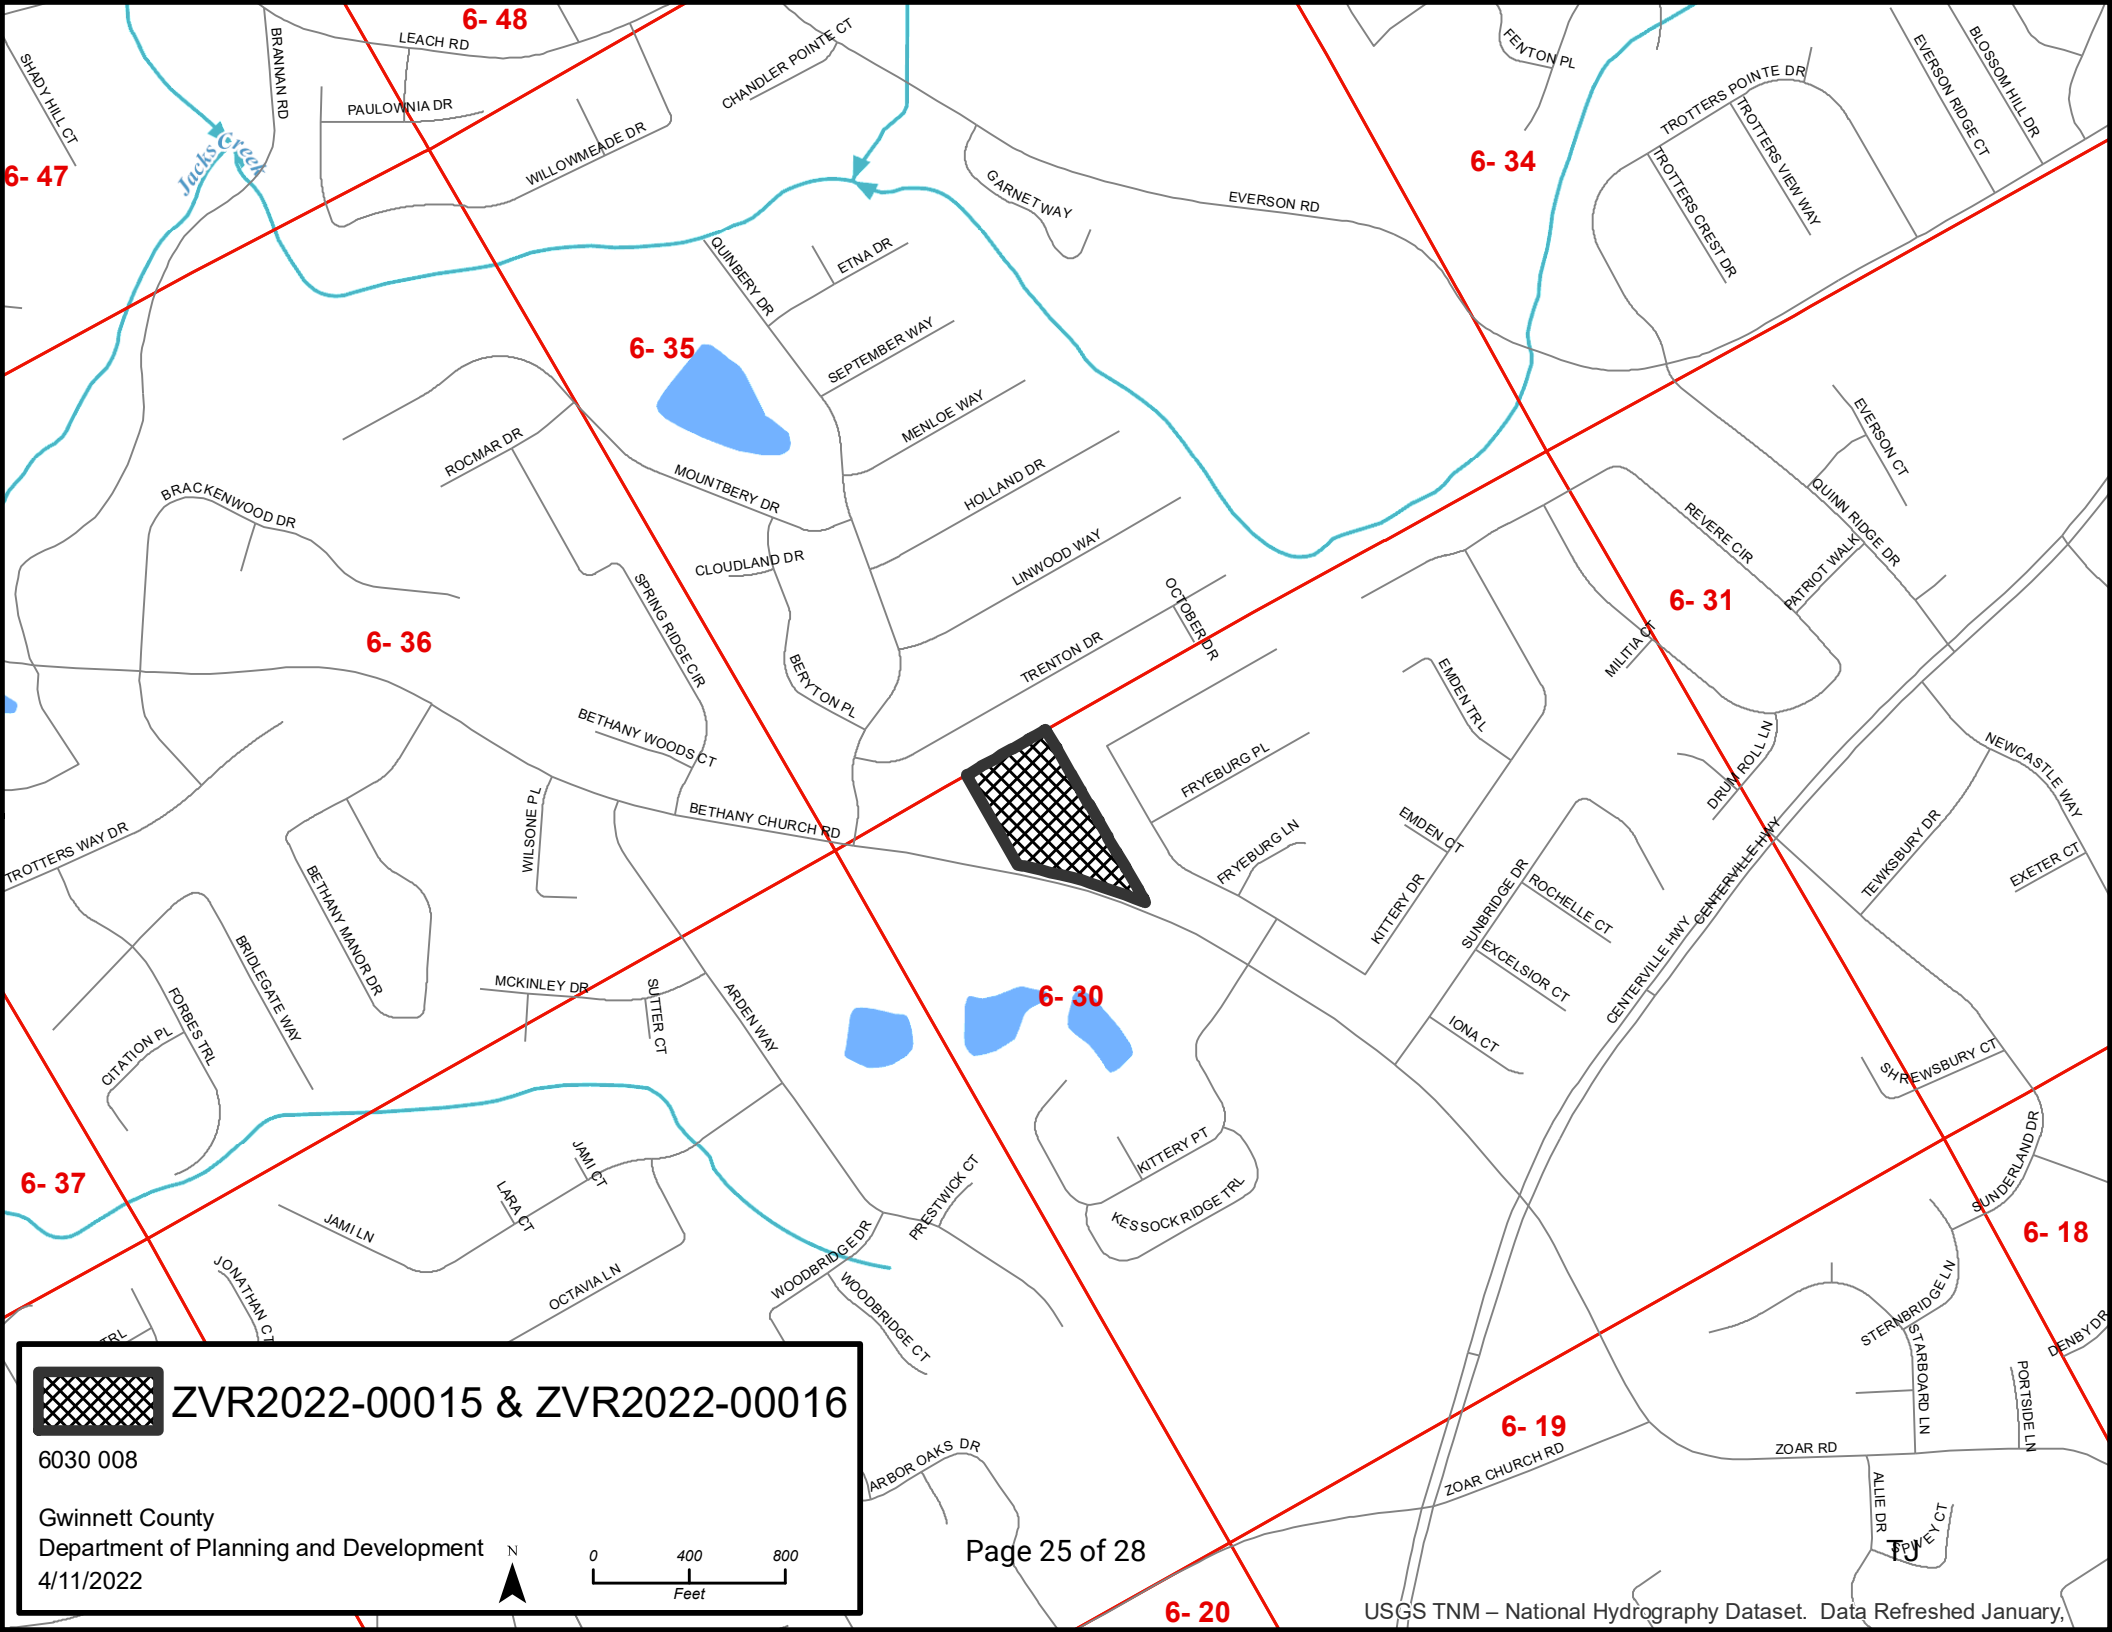 6- 48
LEACH RD
BRANNAN RD
CHANDLER POINTE CT
FENTON PL
EVERSON RIDGE CT
BLOSSOM HILL DR
SHADY HILL CT
PAULOWNIA DR
TROTTERS POINTE DR
TROTTERS VIEW WAY
Jacks Creek
WILLOWMEADE DR
6- 47
6- 34
TROTTERS CREST DR
GARNET WAY
EVERSON RD
QUINBERY DR
ETNA DR
6- 35
SEPTEMBER WAY
MENLOE WAY
EVERSON CT
ROCMAR DR
MOUNTBERY DR
HOLLAND DR
BRACKENWOOD DR
QUINN RIDGE DR
REVERE CIR
CLOUDLAND DR
LINWOOD WAY
PATRIOT WALK
SPRING RIDGE CIR
OCTOBER DR
6- 31
6- 36
TRENTON DR
MILITIA CT
BERYTON PL
EMDEN TRL
BETHANY WOODS CT
FRYEBURG PL
DRUM ROLL LN
NEWCASTLE WAY
WILSONE PL
BETHANY CHURCH RD
EMDEN CT
TROTTERS WAY DR
FRYEBURG LN
CENTERVILLE HWY
TEWKSBURY DR
EXETER CT
BETHANY MANOR DR
KITTERY DR
SUNBRIDGE DR
ROCHELLE CT
BRIDLEGATE WAY
EXCELSIOR CT
CENTERVILLE HWY
MCKINLEY DR
SUTTER CT
ARDEN WAY
6- 30
FORBES TRL
IONA CT
CITATION PL
SHREWSBURY CT
6- 37
JAMI CT
KITTERY PT
SUNDERLAND DR
LARA CT
PRESTWICK CT
KESSOCK RIDGE TRL
JAMI LN
6- 18
JONATHAN CT
OCTAVIA LN
WOODBRIDGE DR
WOODBRIDGE CT
STERNBRIDGE LN
DENBY DR
TRL
STARBOARD LN
PORTSIDE LN
ZVR2022-00015 & ZVR2022-00016
6- 19
ZOAR RD
6030 008
ARBOR OAKS DR
ZOAR CHURCH RD
ALLIE DR
SPIVEY CT
Gwinnett County
Department of Planning and Development
4/11/2022
N
0 400 800
Feet
Page 25 of 28
TJ
6- 20
USGS TNM – National Hydrography Dataset. Data Refreshed January,